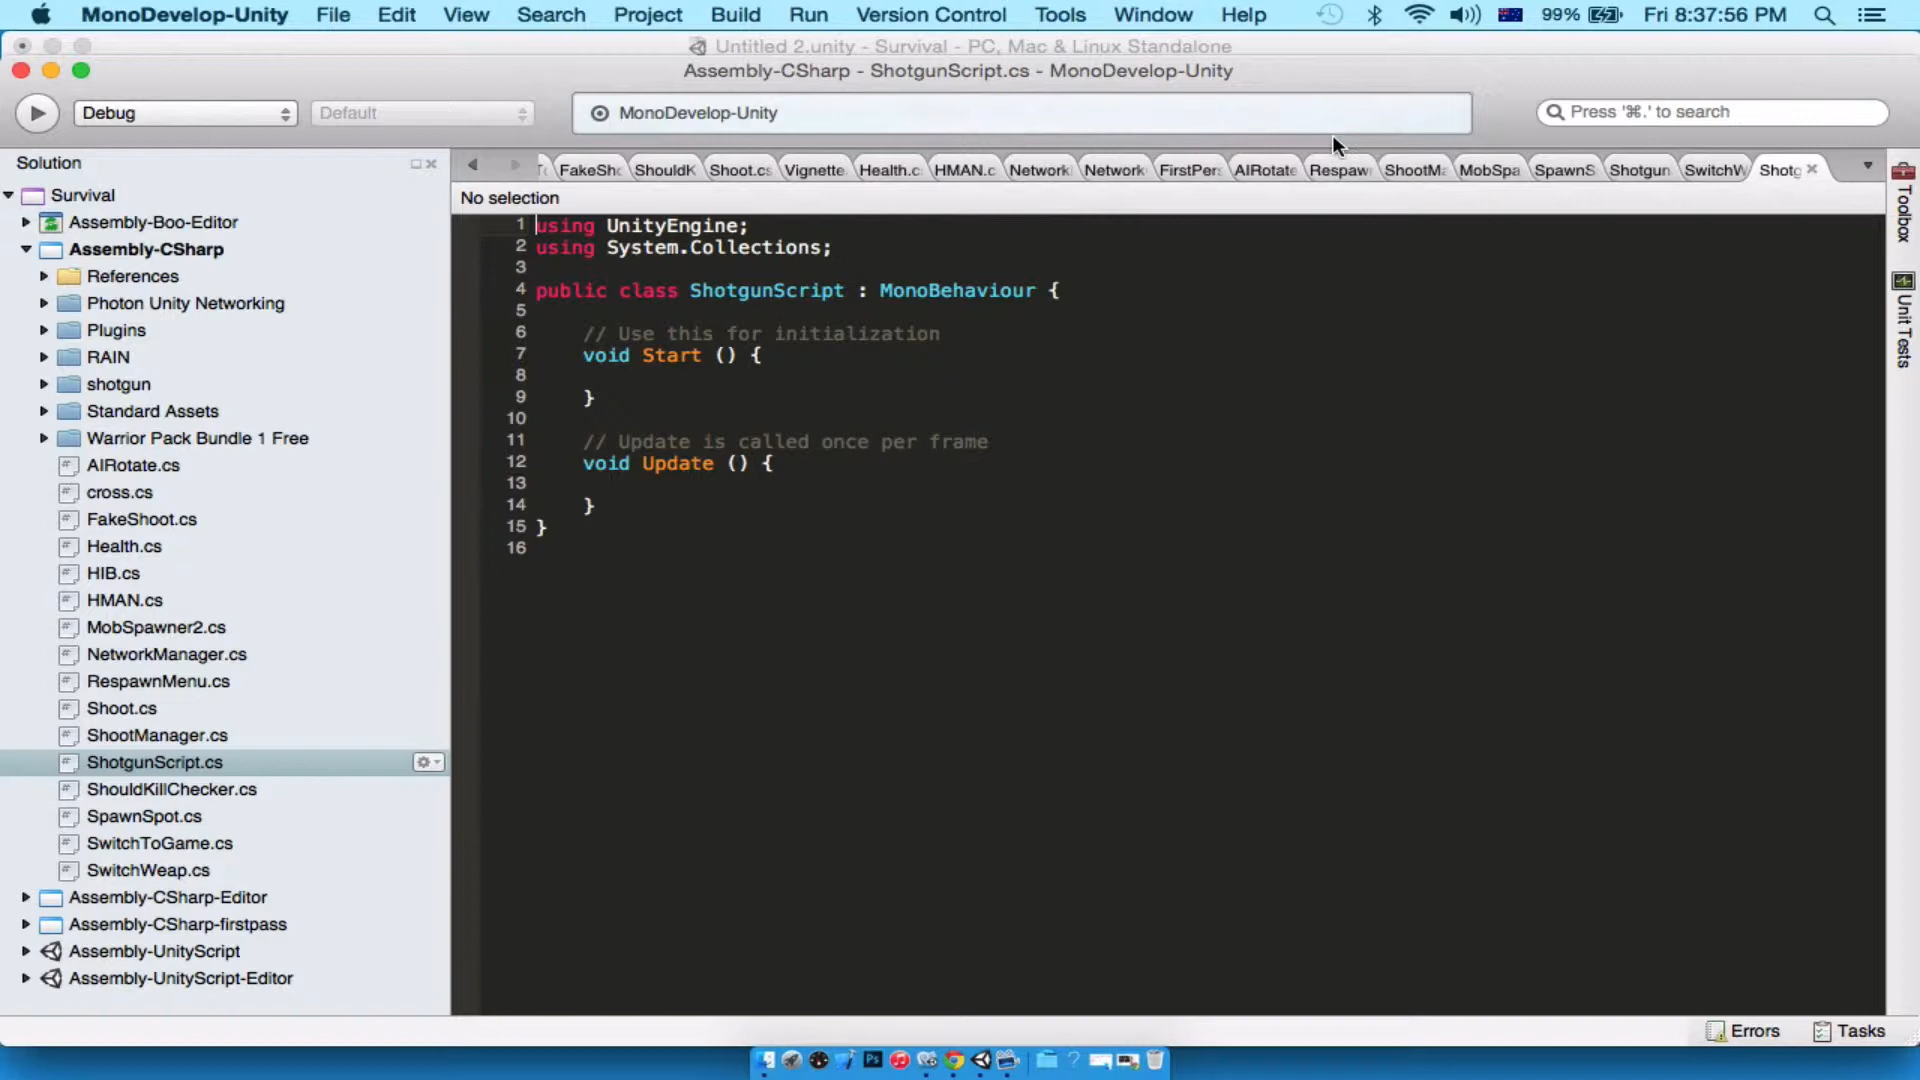 MonoDevelop-Unity File Edit View Search Project Build Run Version Control Tools Window Help 99% Fri 8:37:56 PM
Untitled 2.unity - Survival - PC, Mac & Linux Standalone
Assembly-CSharp - ShotgunScript.cs - MonoDevelop-Unity
Debug Default MonoDevelop-Unity Press '⌘.' to search
Solution
FakeSho ShouldK Shoot.cs Vignette Health.c HMAN.c Network Network FirstPer AIRotate Respaw ShootMa MobSpa SpawnS Shotgun SwitchW Shotg
No selection
Survival
Assembly-Boo-Editor
Assembly-CSharp
References
Photon Unity Networking
Plugins
RAIN
shotgun
Standard Assets
Warrior Pack Bundle 1 Free
AIRotate.cs
cross.cs
FakeShoot.cs
Health.cs
HIB.cs
HMAN.cs
MobSpawner2.cs
NetworkManager.cs
RespawnMenu.cs
Shoot.cs
ShootManager.cs
ShotgunScript.cs
ShouldKillChecker.cs
SpawnSpot.cs
SwitchToGame.cs
SwitchWeap.cs
Assembly-CSharp-Editor
Assembly-CSharp-firstpass
Assembly-UnityScript
Assembly-UnityScript-Editor
1 using UnityEngine;
2 using System.Collections;
3
4 public class ShotgunScript : MonoBehaviour {
5
6 // Use this for initialization
7 void Start () {
8
9 }
10
11 // Update is called once per frame
12 void Update () {
13
14 }
15 }
16
Toolbox
Unit Tests
Errors Tasks
Ps